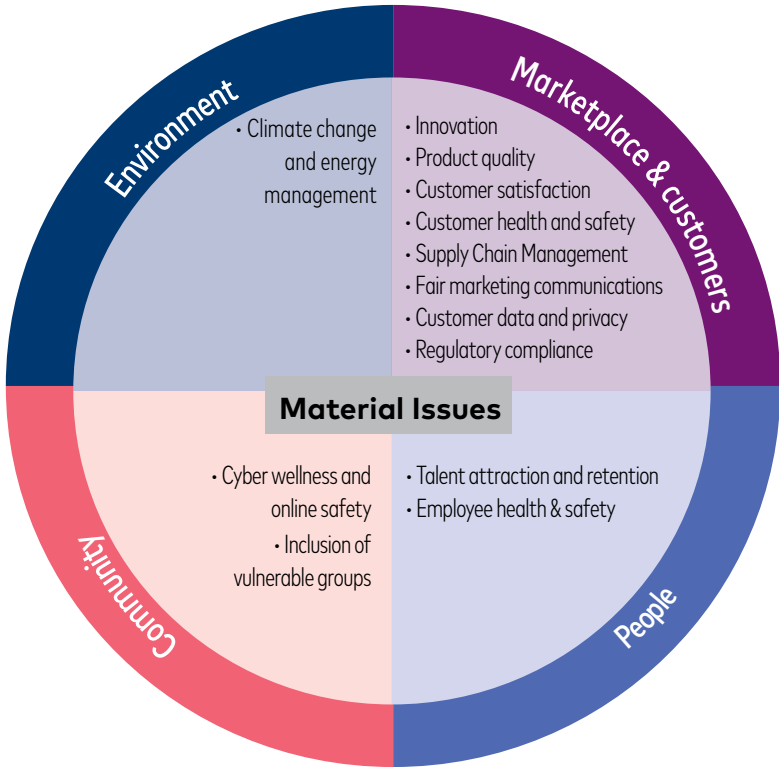 Environment
• Climate change
and energy
management
Marketplace & customers
• Innovation
• Product quality
• Customer satisfaction
• Customer health and safety
• Supply Chain Management
• Fair marketing communications
• Customer data and privacy
• Regulatory compliance
Material Issues
Community
• Cyber wellness and
online safety
• Inclusion of
vulnerable groups
People
• Talent attraction and retention
• Employee health & safety